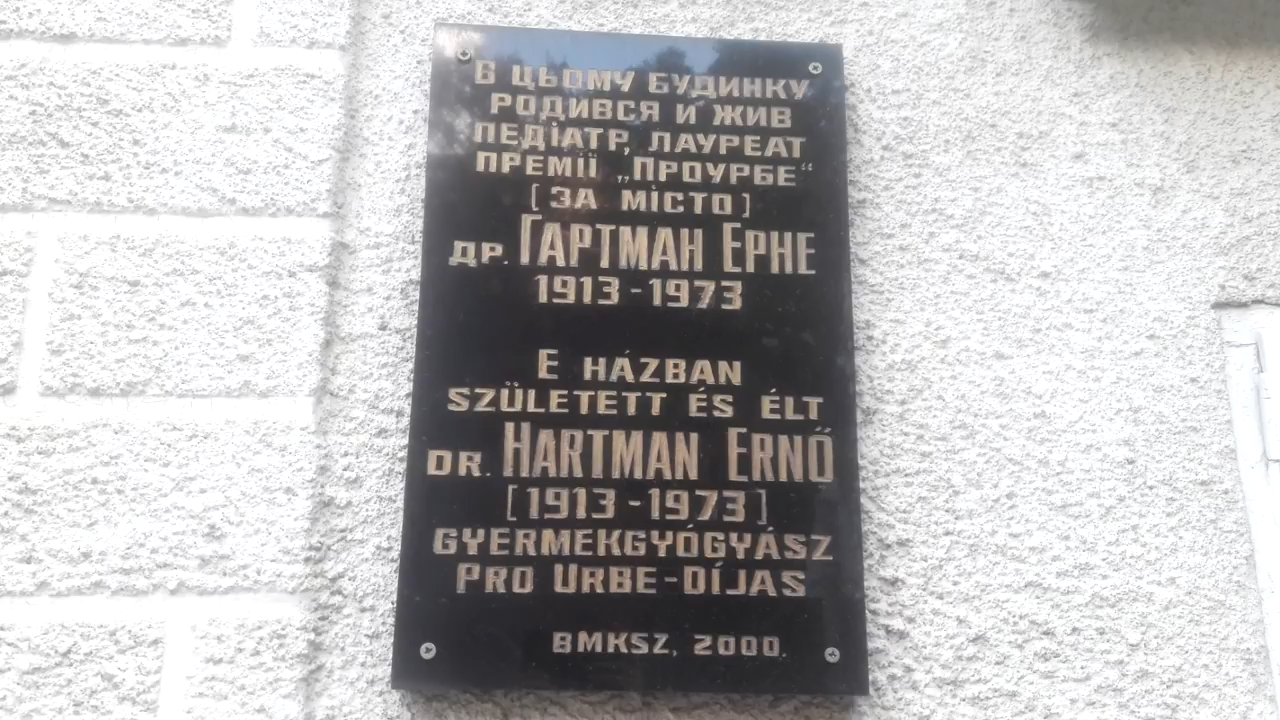 В ЦЬОМУ БУДИНКУ
РОДИВСЯ И ЖИВ
ПЕДІАТР, ЛАУРЕАТ
ПРЕМІЇ „ПРОУРБЕ“
[ЗА МІСТО]
ДР. ГАРТМАН ЕРНЕ
1913-1973
E HÁZBAN
SZÜLETETT ÉS ÉLT
DR. HARTMAN ERNŐ
[1913-1973]
GYERMEKGYÓGYÁSZ
PRO URBE-DÍJAS
BMKSZ, 2000.